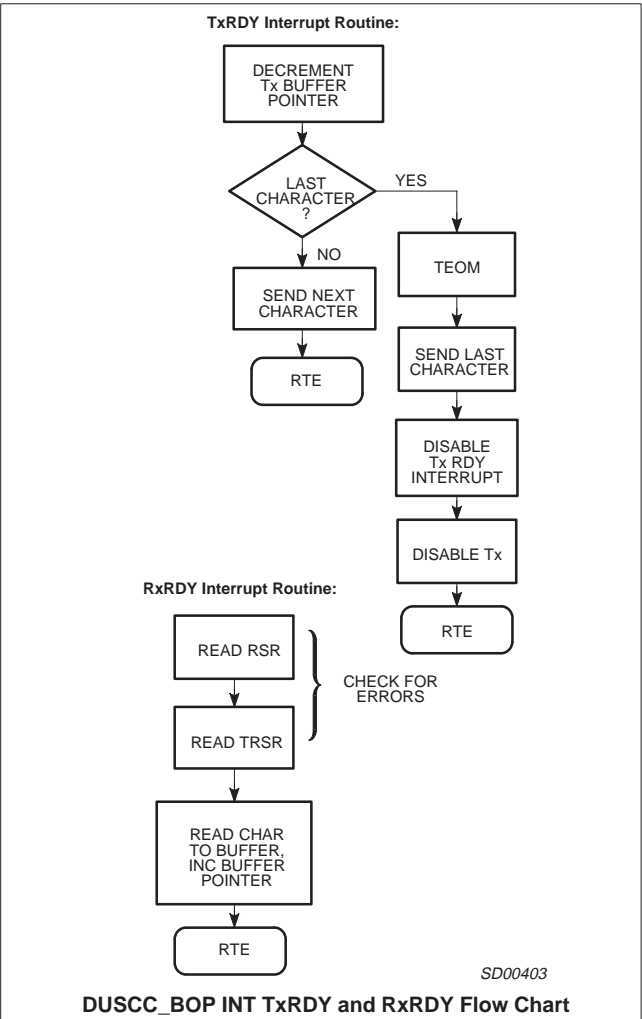 TxRDY Interrupt Routine:
DECREMENT
Tx BUFFER
POINTER
LAST
CHARACTER
?
YES
NO
SEND NEXT
CHARACTER
RTE
TEOM
SEND LAST
CHARACTER
DISABLE
Tx RDY
INTERRUPT
DISABLE Tx
RTE
RxRDY Interrupt Routine:
READ RSR
READ TRSR
CHECK FOR
ERRORS
READ CHAR
TO BUFFER,
INC BUFFER
POINTER
RTE
SD00403
DUSCC_BOP INT TxRDY and RxRDY Flow Chart